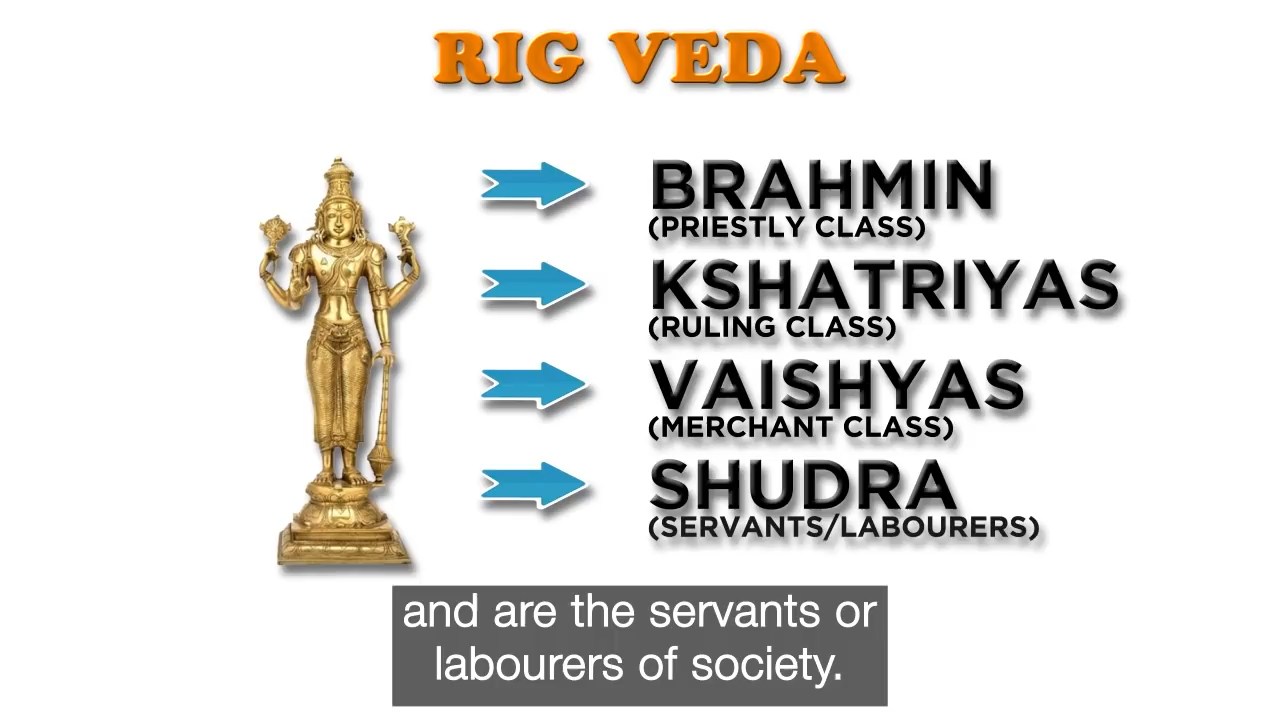 RIG VEDA
BRAHMIN
(PRIESTLY CLASS)
KSHATRIYAS
(RULING CLASS)
VAISHYAS
(MERCHANT CLASS)
SHUDRA
(SERVANTS/LABOURERS)
and are the servants or
labourers of society.